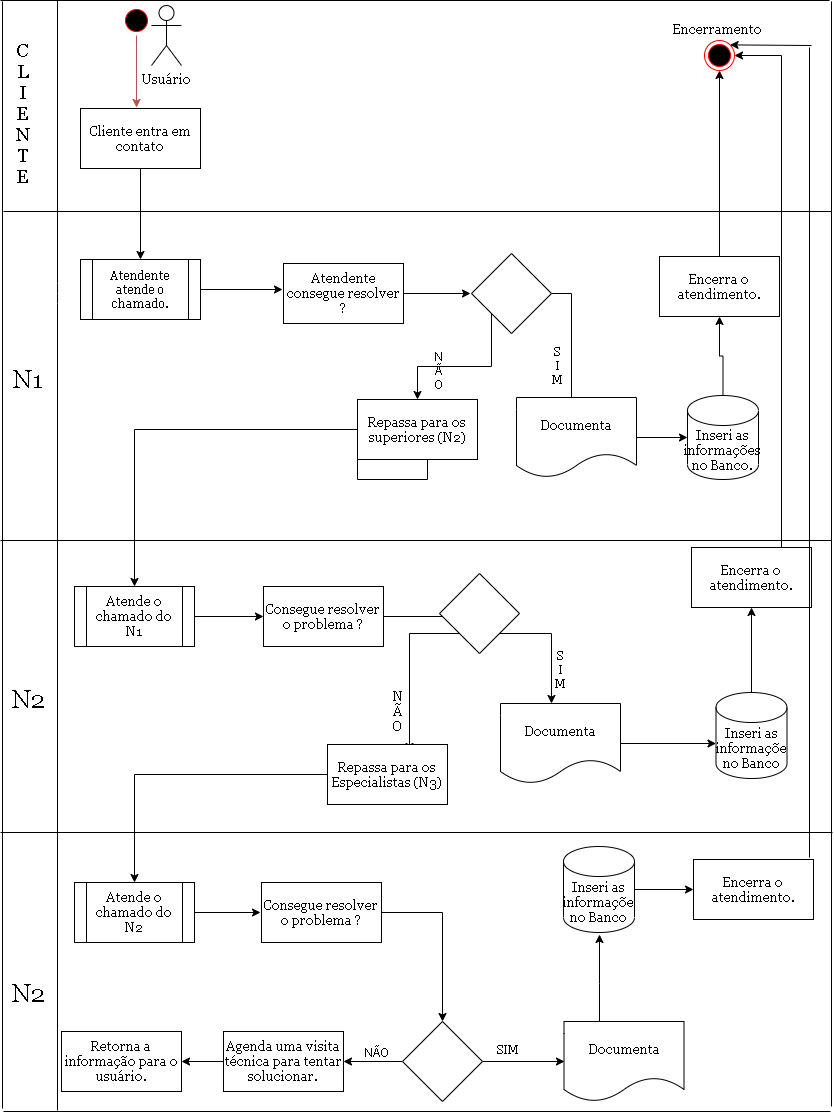 CLIENTE
Usuário
Encerramento
Cliente entra em
contato
N1
Atendente
atende o
chamado.
Atendente
consegue resolver
?
NÃO
SIM
Repassa para os
superiores (N2)
Documenta
Inseri as
informações
no Banco.
Encerra o
atendimento.
N2
Atende o
chamado do
N1
Consegue resolver
o problema ?
NÃO
SIM
Repassa para os
Especialistas (N3)
Documenta
Inseri as
informaçõe
no Banco
Encerra o
atendimento.
N2
Atende o
chamado do
N2
Consegue resolver
o problema ?
NÃO
SIM
Agenda uma visita
técnica para tentar
solucionar.
Retorna a
informação para o
usuário.
Documenta
Inseri as
informaçõe
no Banco
Encerra o
atendimento.